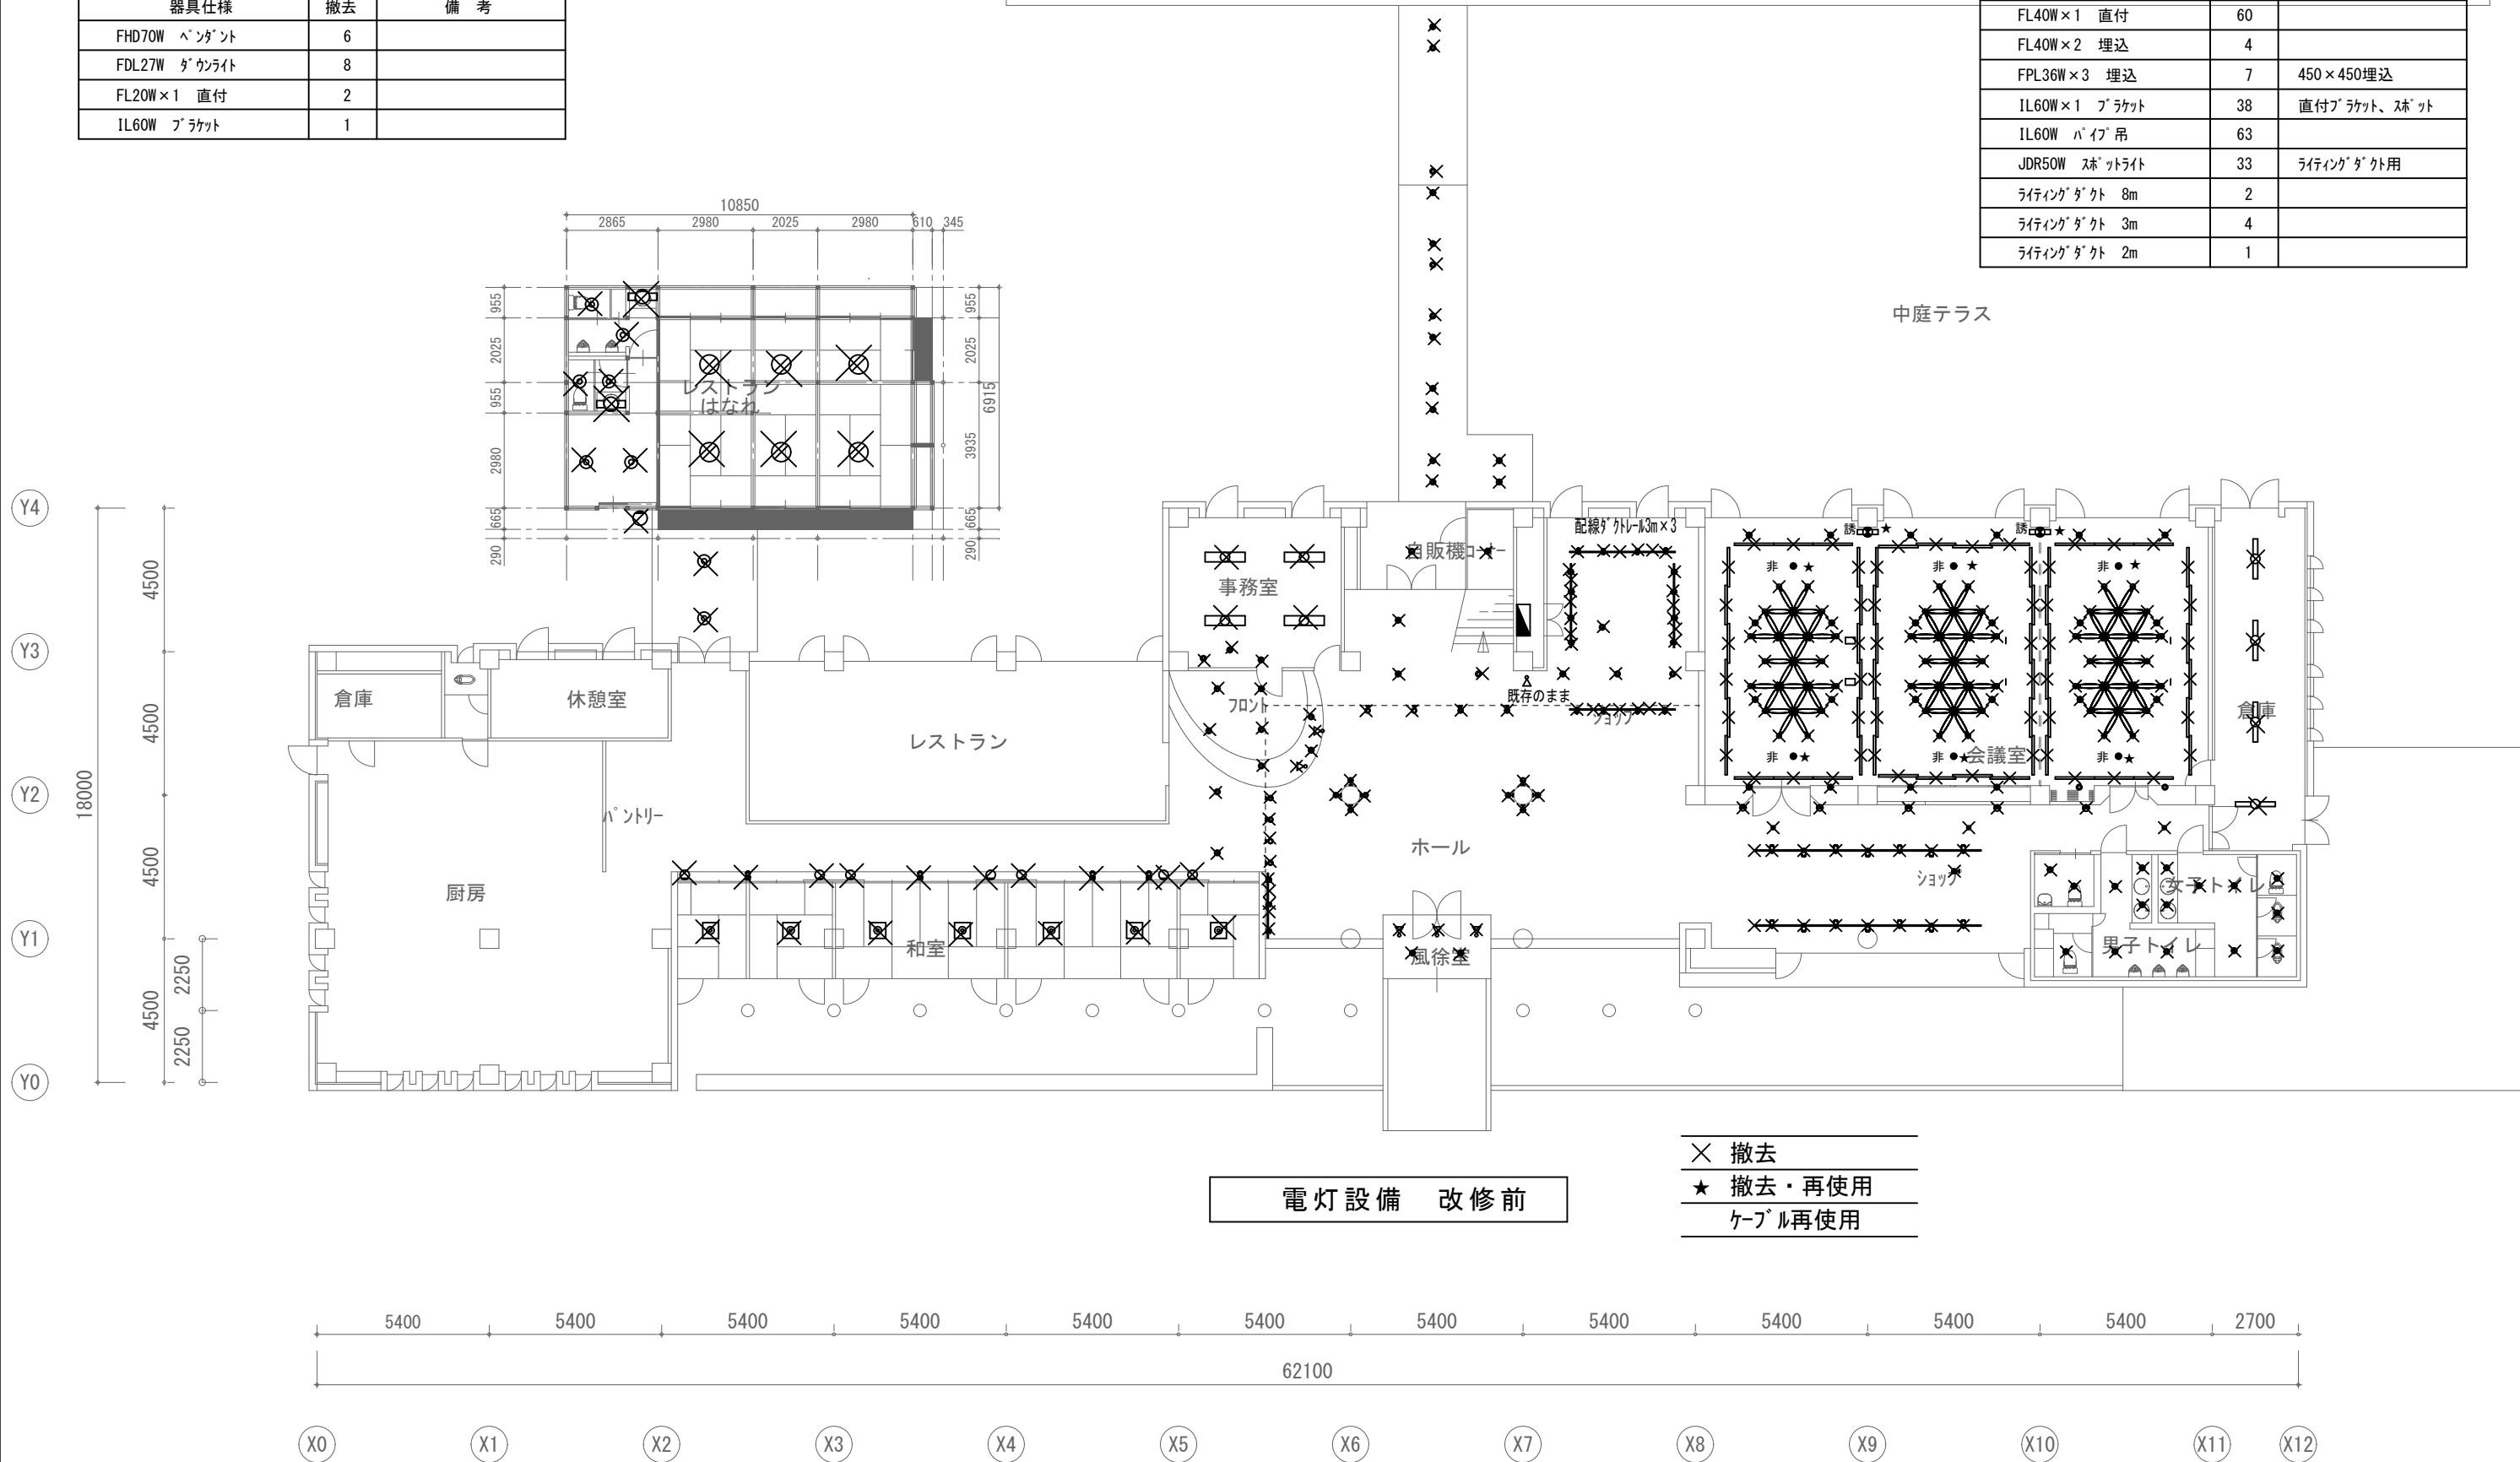 器具仕様 撤去 備 考
FHD70W ﾍﾟﾝﾀﾞﾝﾄ 6
FDL27W ﾀﾞｳﾝﾗｲﾄ 8
FL20W×1 直付 2
IL60W ﾌﾞﾗｹｯﾄ 1
FL40W×1 直付 60
FL40W×2 埋込 4
FPL36W×3 埋込 7 450×450埋込
IL60W×1 ﾌﾞﾗｹｯﾄ 38 直付ﾌﾞﾗｹｯﾄ、ｽﾎﾟｯﾄ
IL60W ﾊﾟｲﾌﾟ吊 63
JDR50W ｽﾎﾟｯﾄﾗｲﾄ 33 ﾗｲﾃｨﾝｸﾞﾀﾞｸﾄ用
ﾗｲﾃｨﾝｸﾞﾀﾞｸﾄ 8m 2
ﾗｲﾃｨﾝｸﾞﾀﾞｸﾄ 3m 4
ﾗｲﾃｨﾝｸﾞﾀﾞｸﾄ 2m 1
中庭テラス
10850
2865 2980 2025 2980 610 345
955 2025 955 2980 665 290
955 2025 3935 665 290
6915
レストラン
はなれ
Y4
Y3
Y2
Y1
Y0
18000
4500
4500
4500
4500
2250
2250
配線ﾀﾞｸﾄﾚｰﾙ3m×3
自販機ｺｰﾅｰ
事務室
誘
誘
非
非
非
倉庫
休憩室
レストラン
フロント
既存のまま
ｼｮｯﾌﾟ
倉庫
非
非
会議室
非
ﾊﾟﾝﾄﾘｰ
ホール
厨房
和室
風徐室
ｼｮｯﾌﾟ
女子トイレ
男子トイレ
撤去
撤去・再使用
ｹｰﾌﾞﾙ再使用
電灯設備 改修前
5400 5400 5400 5400 5400 5400 5400 5400 5400 5400 5400 2700
62100
X0 X1 X2 X3 X4 X5 X6 X7 X8 X9 X10 X11 X12